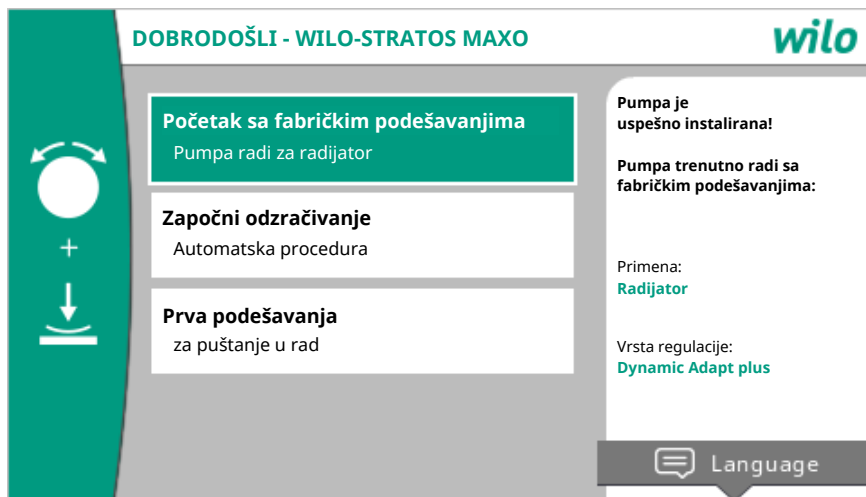 DOBRODOŠLI - WILO-STRATOS MAXO
wilo
Početak sa fabričkim podešavanjima
Pumpa radi za radijator
Započni odzračivanje
Automatska procedura
Prva podešavanja
za puštanje u rad
+
Pumpa je
uspešno instalirana!
Pumpa trenutno radi sa
fabričkim podešavanjima:
Primena:
Radijator
Vrsta regulacije:
Dynamic Adapt plus
Language